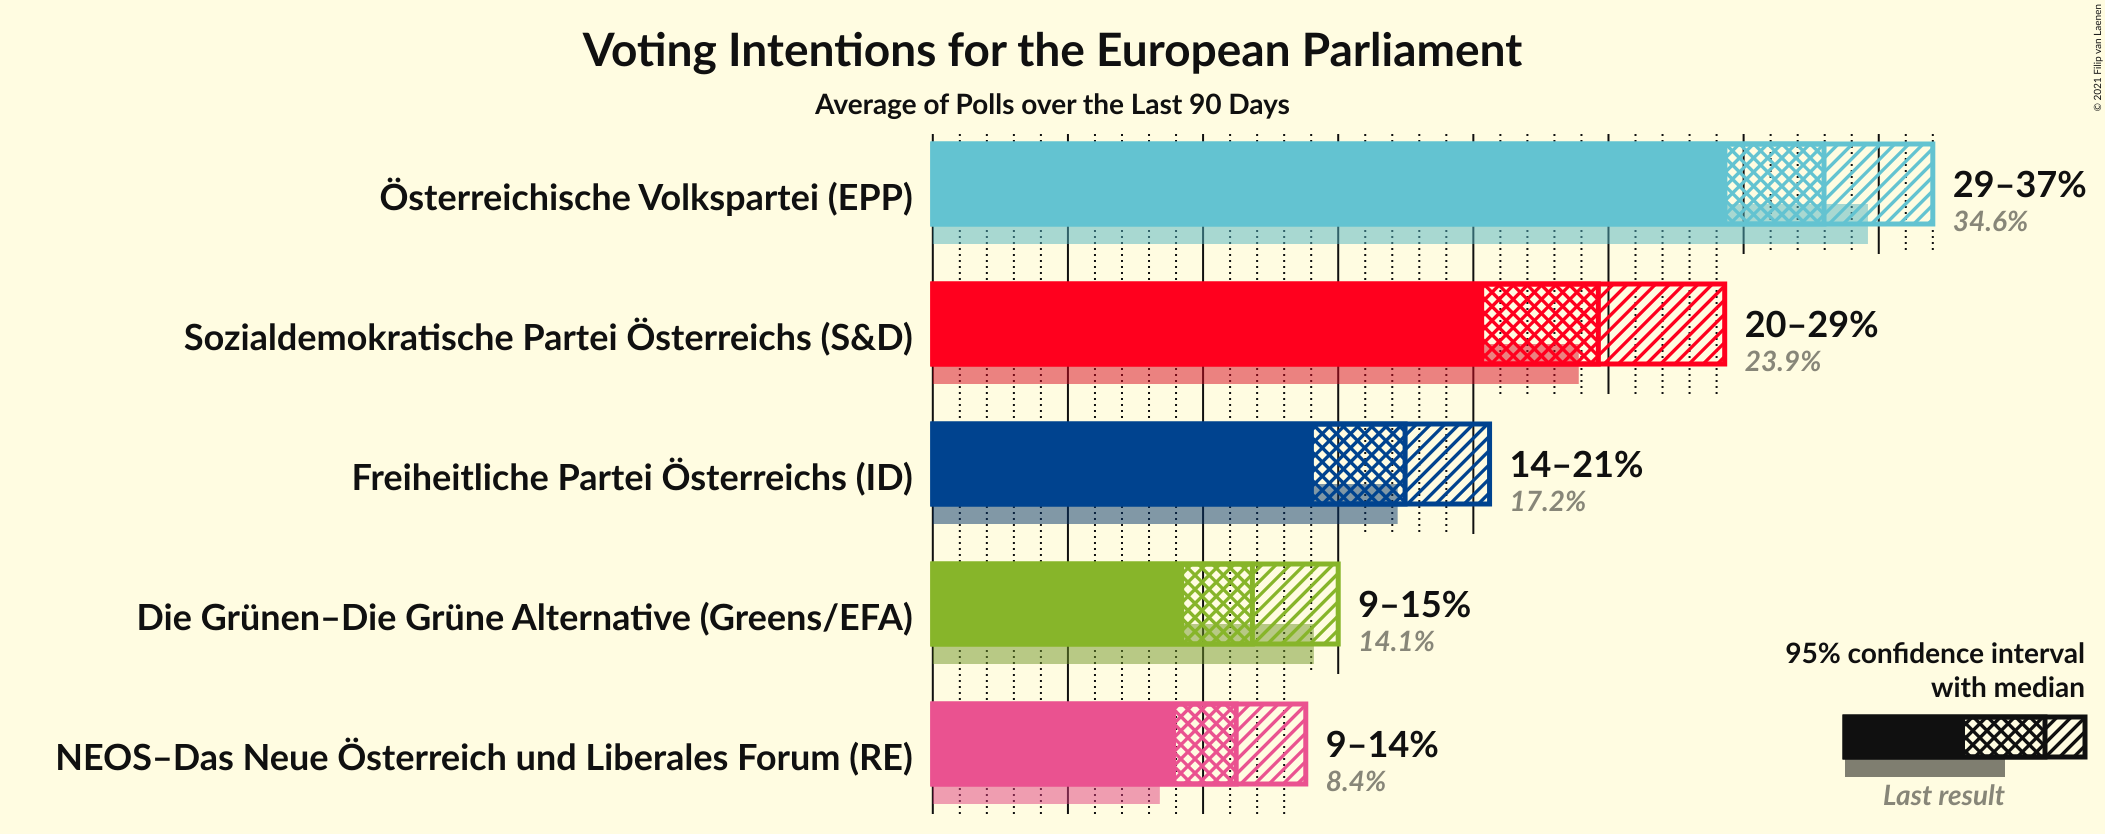 Voting Intentions for the European Parliament
Average of Polls over the Last 90 Days
© 2021 Filip van Laenen
Österreichische Volkspartei (EPP)
29–37%
34.6%
Sozialdemokratische Partei Österreichs (S&D)
20–29%
23.9%
Freiheitliche Partei Österreichs (ID)
14–21%
17.2%
Die Grünen–Die Grüne Alternative (Greens/EFA)
9–15%
14.1%
NEOS–Das Neue Österreich und Liberales Forum (RE)
9–14%
8.4%
95% confidence interval
with median
Last result